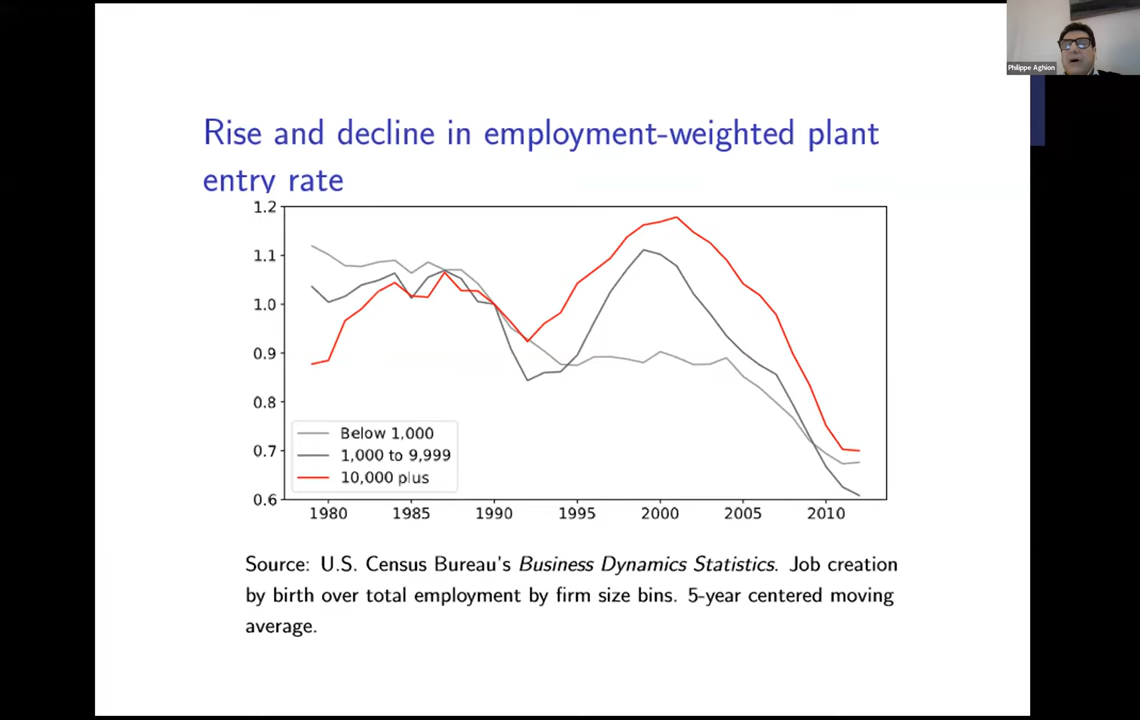 Philippe Aghion
Rise and decline in employment-weighted plant
entry rate
1.2
1.1
1.0
0.9
0.8
0.7
0.6
Below 1,000
1,000 to 9,999
10,000 plus
1980 1985 1990 1995 2000 2005 2010
Source: U.S. Census Bureau's Business Dynamics Statistics. Job creation
by birth over total employment by firm size bins. 5-year centered moving
average.